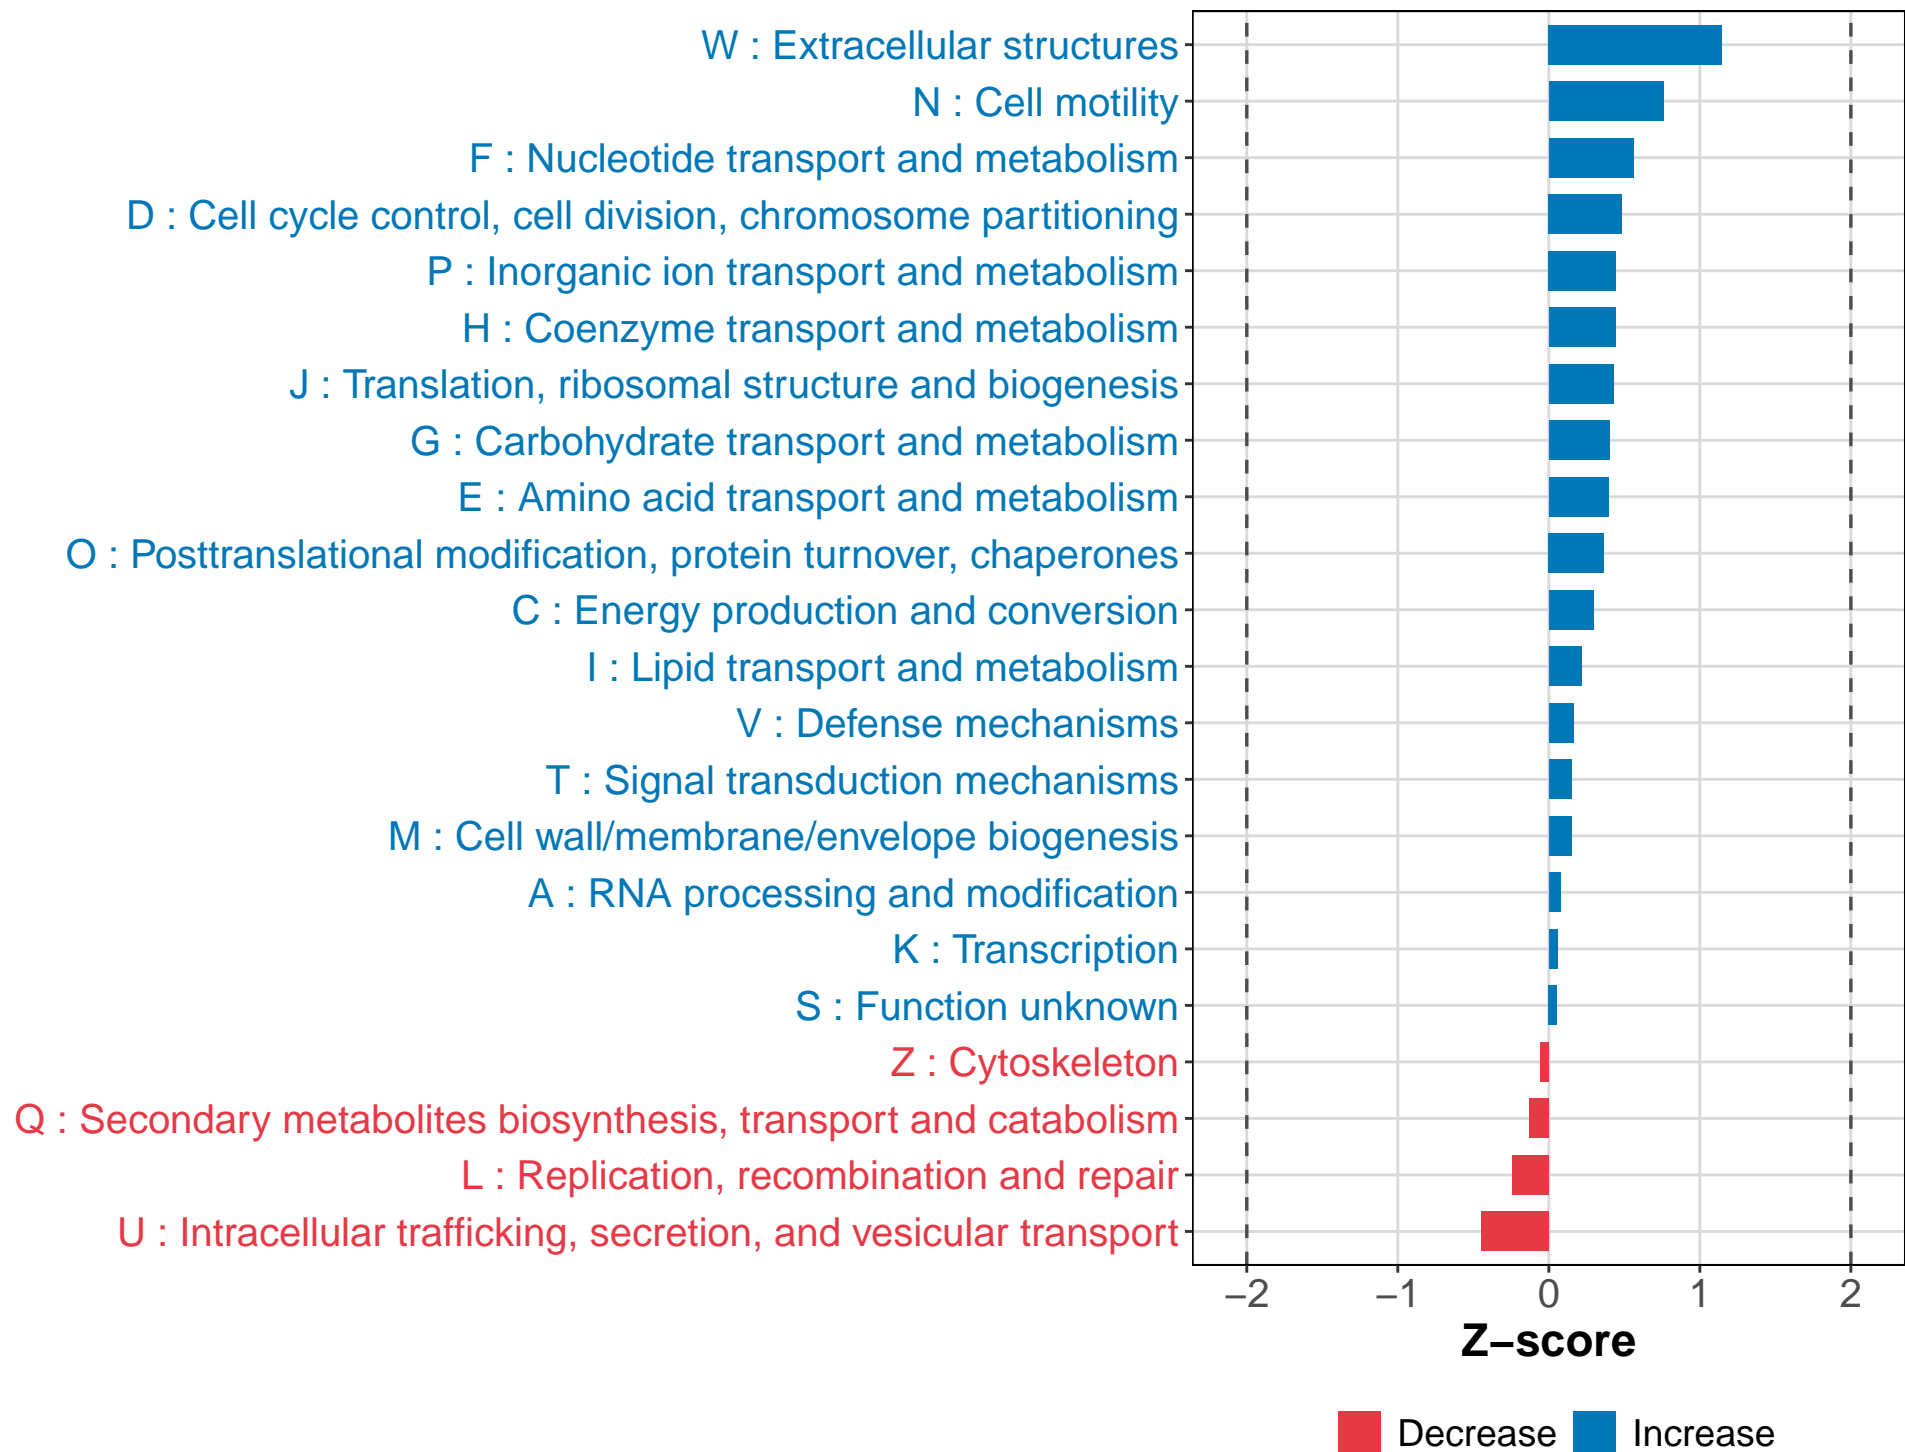 W : Extracellular structures
N : Cell motility
F : Nucleotide transport and metabolism
D : Cell cycle control, cell division, chromosome partitioning
P : Inorganic ion transport and metabolism
H : Coenzyme transport and metabolism
J : Translation, ribosomal structure and biogenesis
G : Carbohydrate transport and metabolism
E : Amino acid transport and metabolism
O : Posttranslational modification, protein turnover, chaperones
C : Energy production and conversion
I : Lipid transport and metabolism
V : Defense mechanisms
T : Signal transduction mechanisms
M : Cell wall/membrane/envelope biogenesis
A : RNA processing and modification
K : Transcription
S : Function unknown
Z : Cytoskeleton
Q : Secondary metabolites biosynthesis, transport and catabolism
L : Replication, recombination and repair
U : Intracellular trafficking, secretion, and vesicular transport
−2 −1 0 1 2
Z−score
Decrease Increase